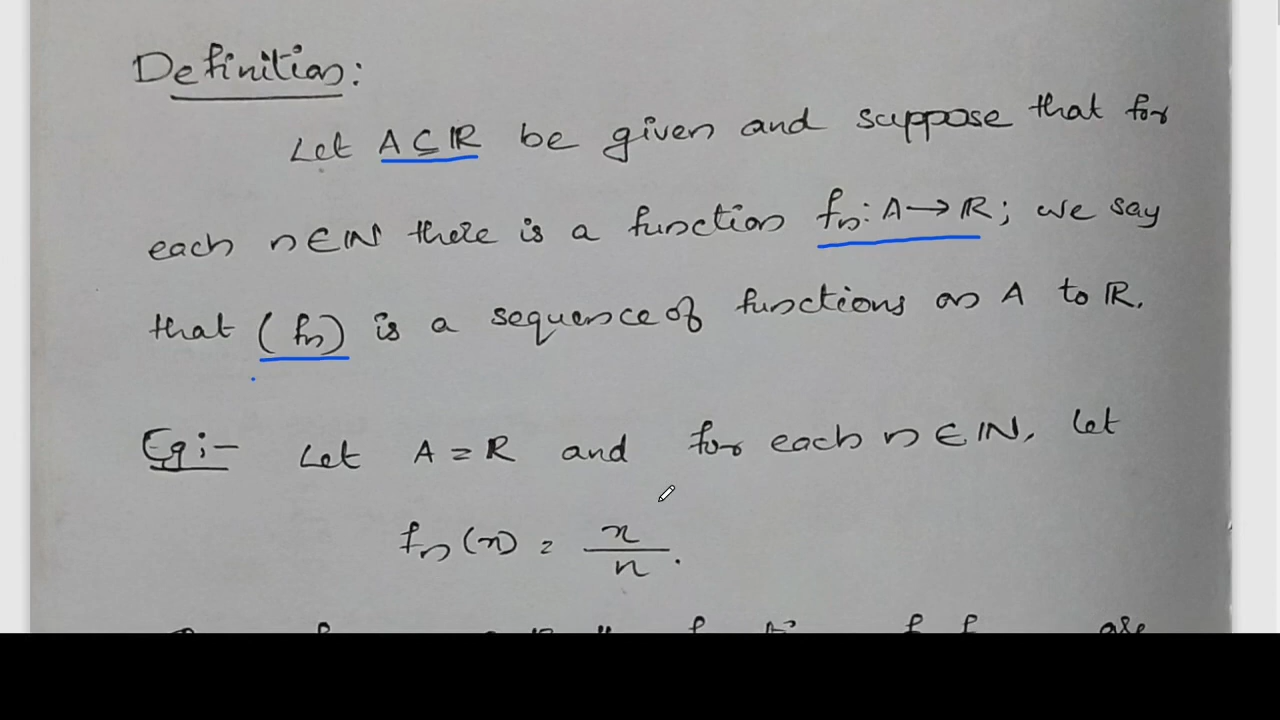 Definition:
Let A ⊆ ℝ be given and suppose that for
each n ∈ ℕ there is a function fₙ: A → ℝ; we say
that (fₙ) is a sequence of functions on A to ℝ.
Eg:- Let A = ℝ and for each n ∈ ℕ, let
fₙ(x) = x/n.
are